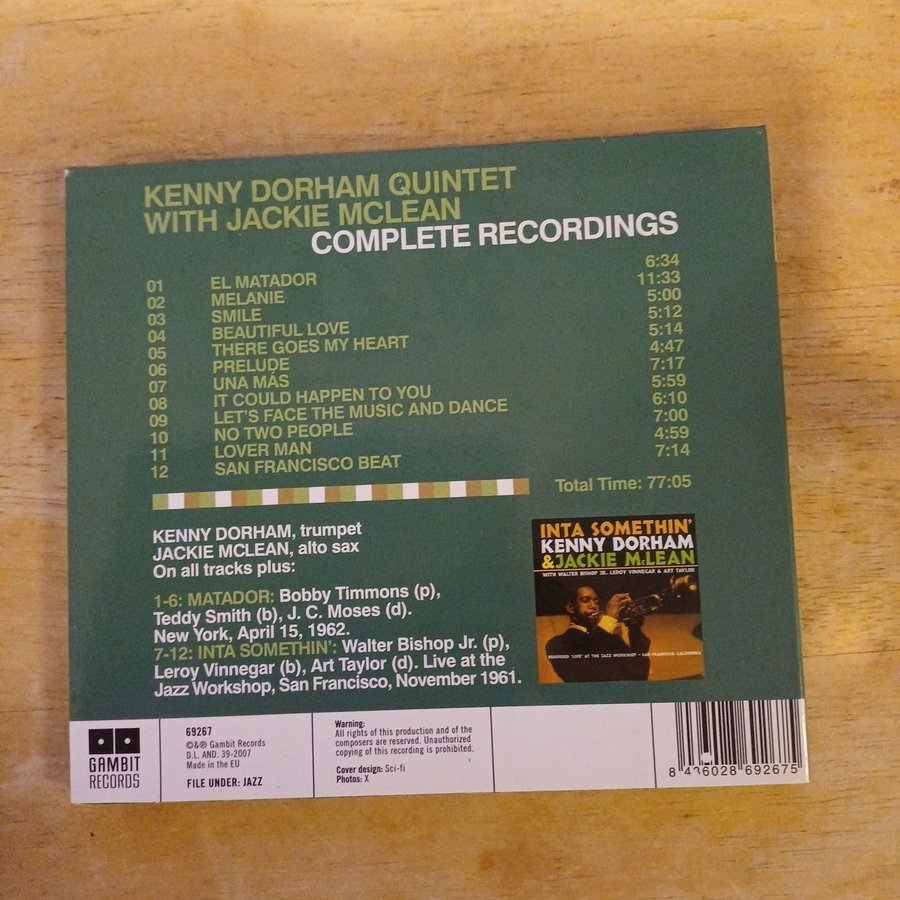 KENNY DORHAM QUINTET
WITH JACKIE MCLEAN
COMPLETE RECORDINGS
01 EL MATADOR 6:34
02 MELANIE 11:33
03 SMILE 5:00
04 BEAUTIFUL LOVE 5:12
05 THERE GOES MY HEART 5:14
06 PRELUDE 4:47
07 UNA MÁS 7:17
08 IT COULD HAPPEN TO YOU 5:59
09 LET'S FACE THE MUSIC AND DANCE 6:10
10 NO TWO PEOPLE 7:00
11 LOVER MAN 4:59
12 SAN FRANCISCO BEAT 7:14
Total Time: 77:05
KENNY DORHAM, trumpet
JACKIE MCLEAN, alto sax
On all tracks plus:
1-6: MATADOR: Bobby Timmons (p),
Teddy Smith (b), J. C. Moses (d).
New York, April 15, 1962.
7-12: INTA SOMETHIN': Walter Bishop Jr. (p),
Leroy Vinnegar (b), Art Taylor (d). Live at the
Jazz Workshop, San Francisco, November 1961.
INTA SOMETHIN'
KENNY DORHAM
& JACKIE McLEAN
WITH WALTER BISHOP JR. LEROY VINNEGAR & ART TAYLOR
RECORDED "LIVE" AT THE JAZZ WORKSHOP - SAN FRANCISCO, CALIFORNIA
GAMBIT
RECORDS
69267
©&℗ Gambit Records
D.L. AND. 39-2007
Made in the EU
FILE UNDER: JAZZ
Warning:
All rights of this production and of the
composers are reserved. Unauthorized
copying of this recording is prohibited.
Cover design: Sci-fi
Photos: X
8 436028 692675